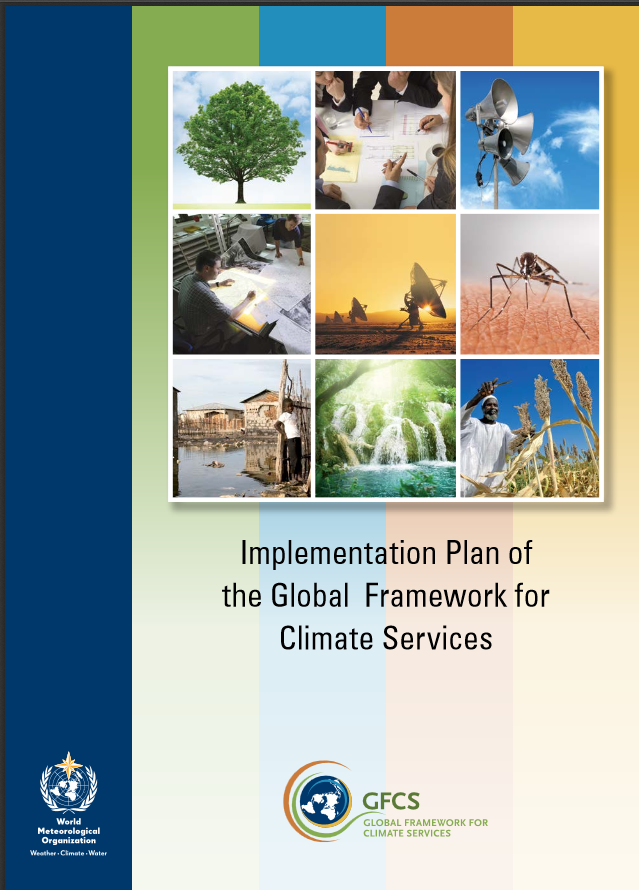 Implementation Plan of
the Global Framework for
Climate Services
World
Meteorological
Organization
Weather · Climate · Water
GFCS
GLOBAL FRAMEWORK FOR
CLIMATE SERVICES